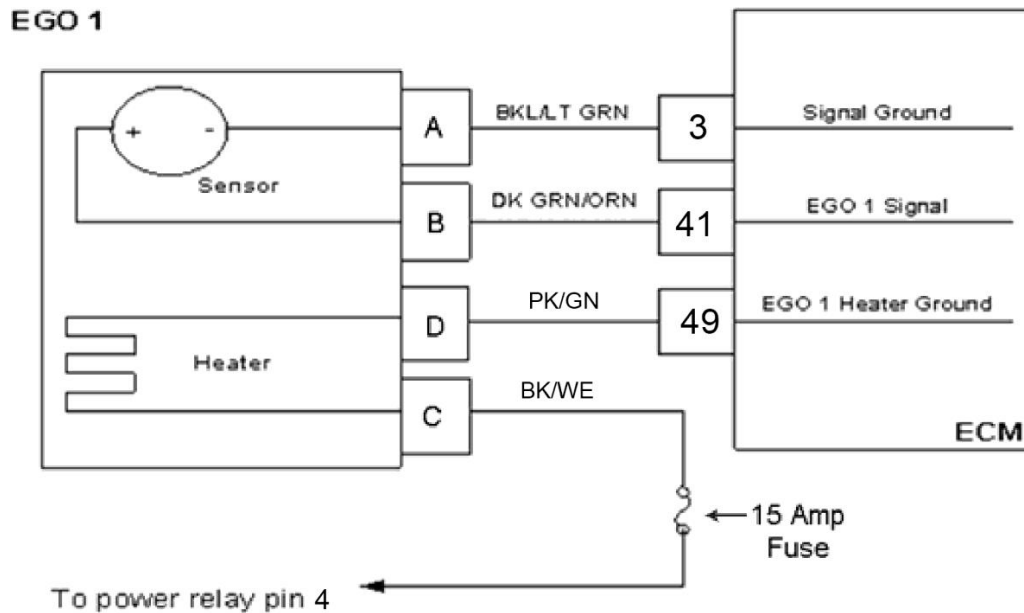 EGO 1
+ -
Sensor
A
BKL/LT GRN
3
Signal Ground
B
DK GRN/ORN
41
EGO 1 Signal
D
PK/GN
49
EGO 1 Heater Ground
Heater
C
BK/WE
ECM
15 Amp
Fuse
To power relay pin 4